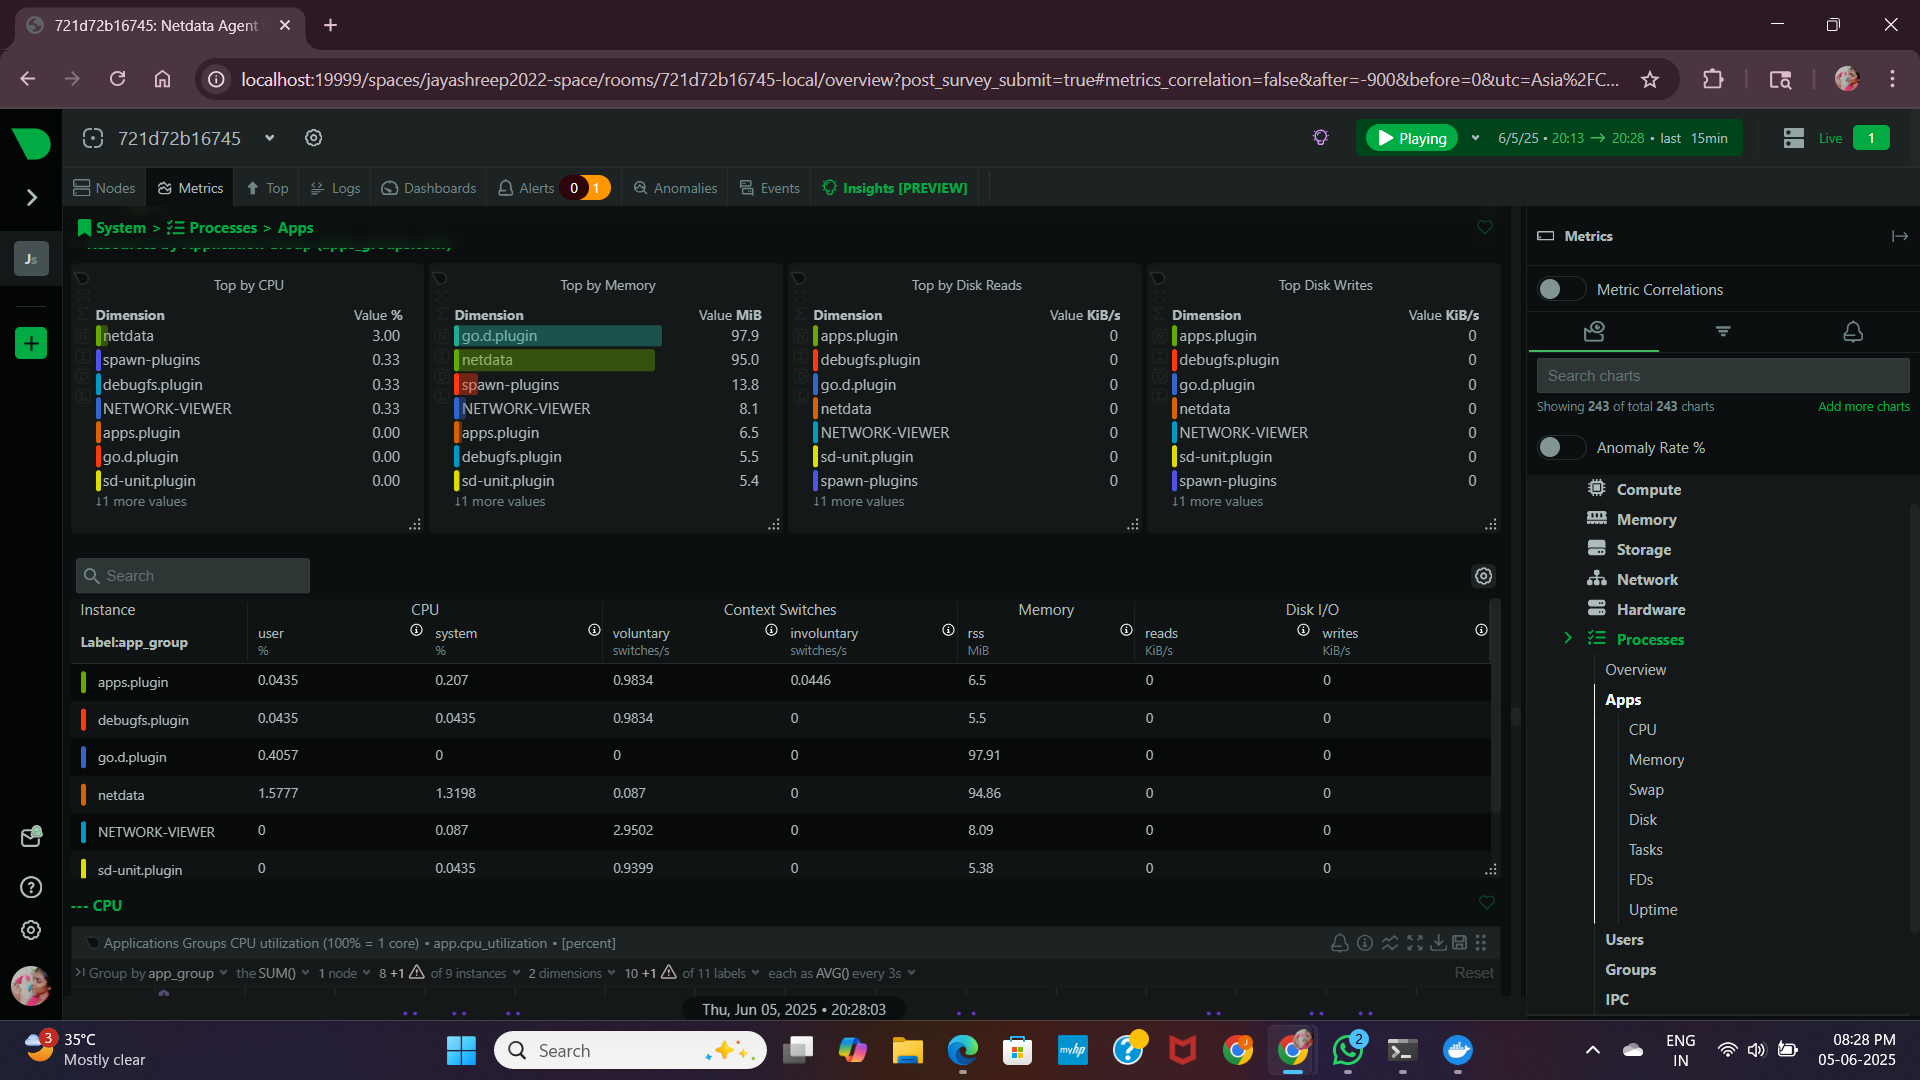 721d72b16745: Netdata Agent
localhost:19999/spaces/jayashreep2022-space/rooms/721d72b16745-local/overview?post_survey_submit=true#metrics_correlation=false&after=-900&before=0&utc=Asia%2FC...
721d72b16745
Playing
6/5/25 • 20:13 → 20:28 • last 15min
Live
1
Nodes
Metrics
Top
Logs
Dashboards
Alerts 0 1
Anomalies
Events
Insights [PREVIEW]
System > Processes > Apps
Js
Top by CPU
Dimension Value %
netdata 3.00
spawn-plugins 0.33
debugfs.plugin 0.33
NETWORK-VIEWER 0.33
apps.plugin 0.00
go.d.plugin 0.00
sd-unit.plugin 0.00
↓1 more values
Top by Memory
Dimension Value MiB
go.d.plugin 97.9
netdata 95.0
spawn-plugins 13.8
NETWORK-VIEWER 8.1
apps.plugin 6.5
debugfs.plugin 5.5
sd-unit.plugin 5.4
↓1 more values
Top by Disk Reads
Dimension Value KiB/s
apps.plugin 0
debugfs.plugin 0
go.d.plugin 0
netdata 0
NETWORK-VIEWER 0
sd-unit.plugin 0
spawn-plugins 0
↓1 more values
Top Disk Writes
Dimension Value KiB/s
apps.plugin 0
debugfs.plugin 0
go.d.plugin 0
netdata 0
NETWORK-VIEWER 0
sd-unit.plugin 0
spawn-plugins 0
↓1 more values
Search
Instance CPU Context Switches Memory Disk I/O
Label:app_group user system voluntary involuntary rss reads writes
% % switches/s switches/s MiB KiB/s KiB/s
apps.plugin 0.0435 0.207 0.9834 0.0446 6.5 0 0
debugfs.plugin 0.0435 0.0435 0.9834 0 5.5 0 0
go.d.plugin 0.4057 0 0 0 97.91 0 0
netdata 1.5777 1.3198 0.087 0 94.86 0 0
NETWORK-VIEWER 0 0.087 2.9502 0 8.09 0 0
sd-unit.plugin 0 0.0435 0.9399 0 5.38 0 0
--- CPU
Applications Groups CPU utilization (100% = 1 core) • app.cpu_utilization • [percent]
Group by app_group the SUM() 1 node 8 +1 of 9 instances 2 dimensions 10 +1 of 11 labels each as AVG() every 3s Reset
Thu, Jun 05, 2025 • 20:28:03
Metrics
Metric Correlations
Search charts
Showing 243 of total 243 charts Add more charts
Anomaly Rate %
Compute
Memory
Storage
Network
Hardware
Processes
Overview
Apps
CPU
Memory
Swap
Disk
Tasks
FDs
Uptime
Users
Groups
IPC
3
35°C
Mostly clear
Search
myhp
J
2
ENG
IN
08:28 PM
05-06-2025